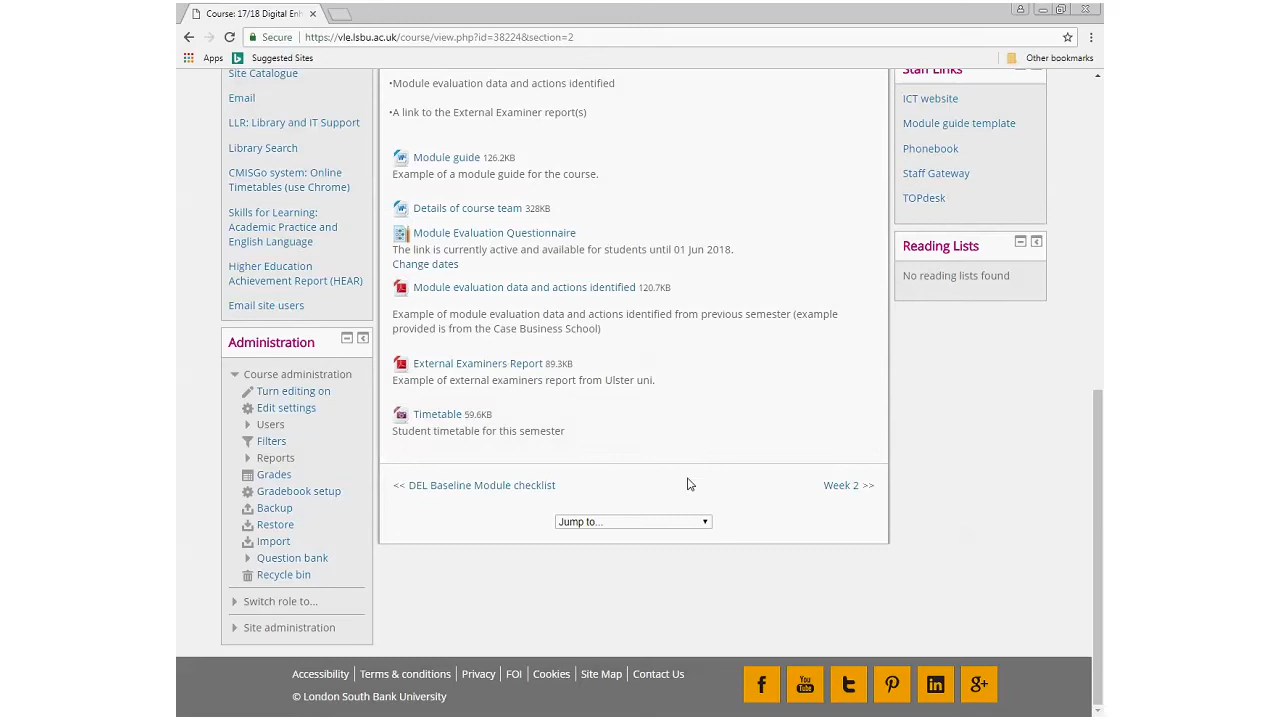 Course: 17/18 Digital Enh
Secure
https://vle.lsbu.ac.uk/course/view.php?id=38224&section=2
Apps
Suggested Sites
Other bookmarks
Site Catalogue
Email
LLR: Library and IT Support
Library Search
CMISGo system: Online
Timetables (use Chrome)
Skills for Learning:
Academic Practice and
English Language
Higher Education
Achievement Report (HEAR)
Email site users
Administration
Course administration
Turn editing on
Edit settings
Users
Filters
Reports
Grades
Gradebook setup
Backup
Restore
Import
Question bank
Recycle bin
Switch role to...
Site administration
•Module evaluation data and actions identified
•A link to the External Examiner report(s)
Module guide 126.2KB
Example of a module guide for the course.
Details of course team 328KB
Module Evaluation Questionnaire
The link is currently active and available for students until 01 Jun 2018.
Change dates
Module evaluation data and actions identified 120.7KB
Example of module evaluation data and actions identified from previous semester (example
provided is from the Case Business School)
External Examiners Report 89.3KB
Example of external examiners report from Ulster uni.
Timetable 59.6KB
Student timetable for this semester
<< DEL Baseline Module checklist
Week 2 >>
Jump to...
Staff Links
ICT website
Module guide template
Phonebook
Staff Gateway
TOPdesk
Reading Lists
No reading lists found
Accessibility
Terms & conditions
Privacy
FOI
Cookies
Site Map
Contact Us
© London South Bank University
f
You Tube
in
g+